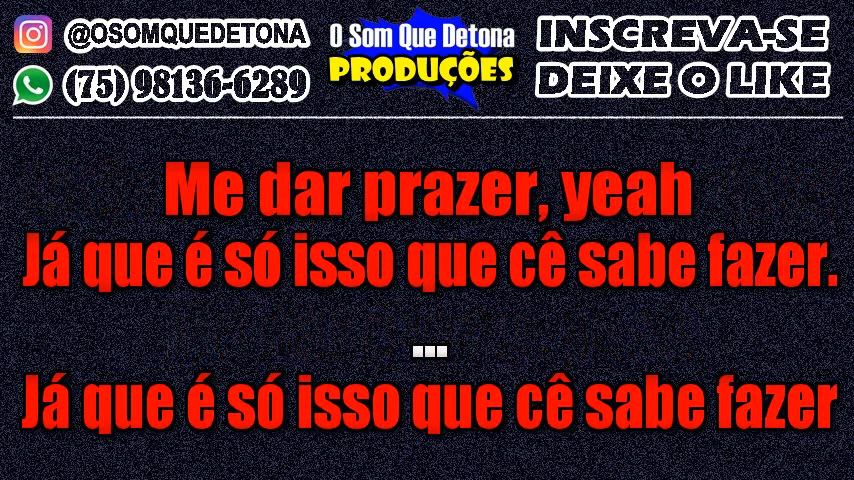 @OSOMQUEDETONA
(75) 98136-6289
O Som Que Detona
PRODUÇÕES
INSCREVA-SE
DEIXE O LIKE
Me dar prazer, yeah
Já que é só isso que cê sabe fazer.
...
Já que é só isso que cê sabe fazer